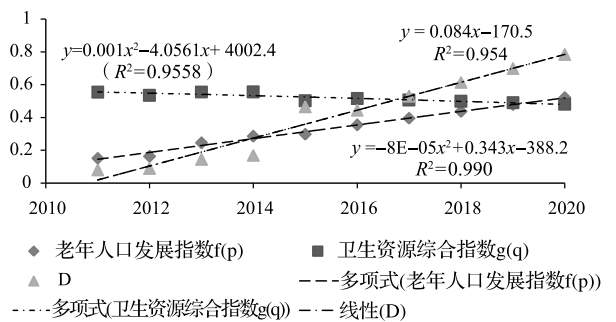 1
y=0.001x²−4.0561x+4002.4
（R²=0.9558）
y = 0.084x−170.5
R²=0.954
0.8
0.6
0.4
0.2
y =−8E−05x²+0.343x−388.2
R²=0.990
0
2010 2012 2014 2016 2018 2020
老年人口发展指数f(p) 卫生资源综合指数g(q)
D 多项式(老年人口发展指数f(p))
多项式(卫生资源综合指数g(q)) 线性(D)